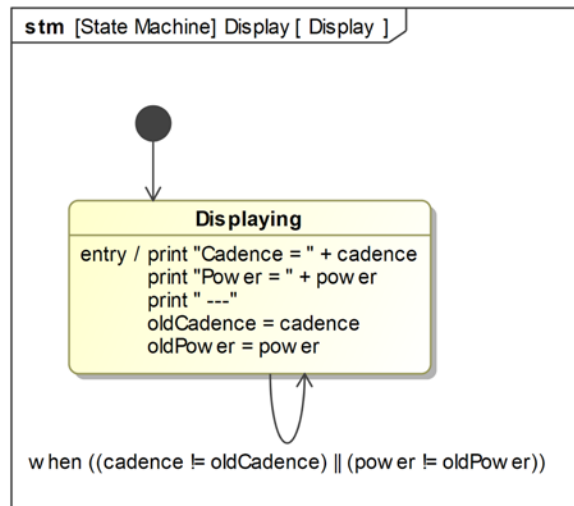 stm [State Machine] Display [ Display ]
Displaying
entry / print "Cadence = " + cadence
print "Power = " + power
print " ---"
oldCadence = cadence
oldPower = power
when ((cadence != oldCadence) || (power != oldPower))